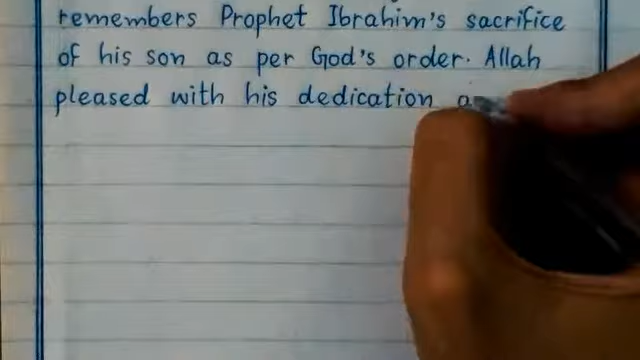 remembers Prophet Ibrahim's sacrifice
of his son as per God's order. Allah
pleased with his dedication